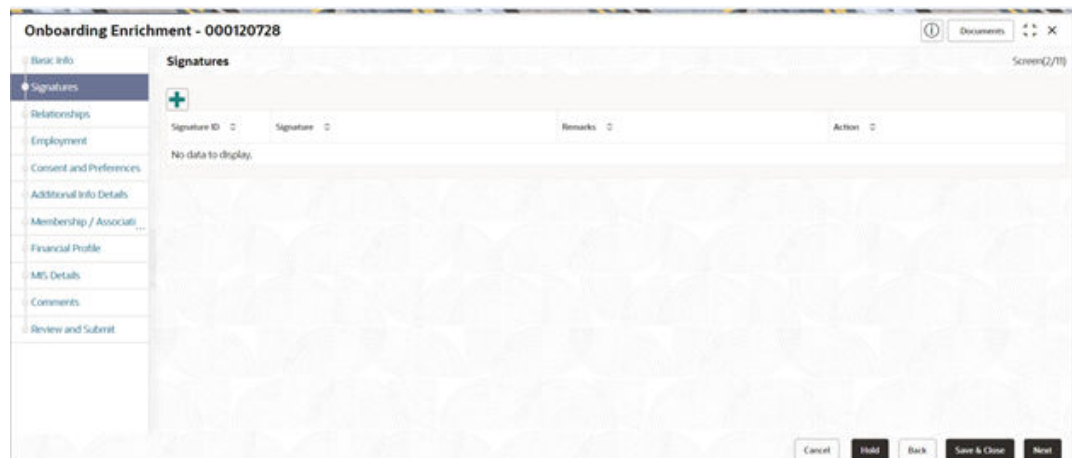 Onboarding Enrichment - 000120728
Documents
Basic Info
Signatures
Relationships
Employment
Consent and Preferences
Additional Info Details
Membership / Associati...
Financial Profile
MIS Details
Comments
Review and Submit
Signatures
Screen(2/11)
Signature ID Signature Remarks Action
No data to display.
Cancel Hold Back Save & Close Next